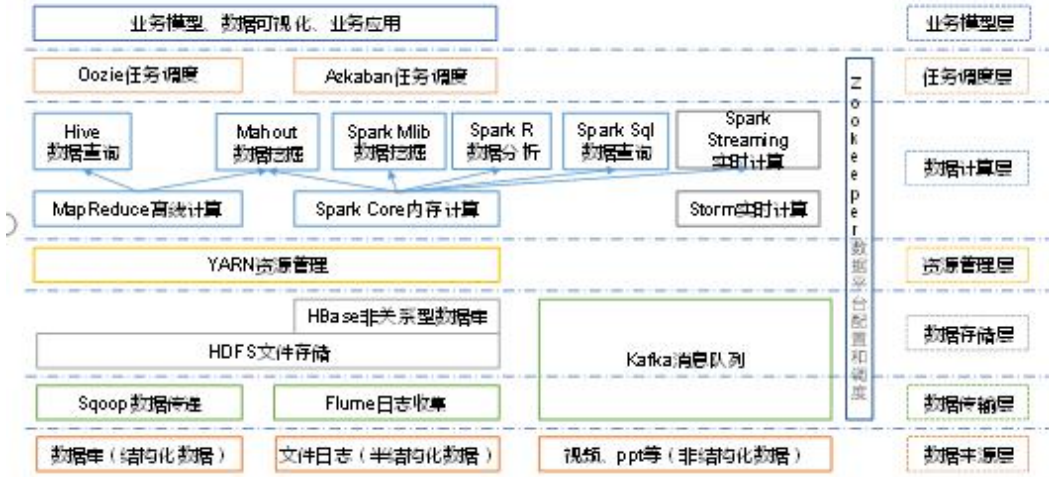 业务模型、数据可视化、业务应用
业务模型层
Oozie任务调度
Azkaban任务调度
任务调度层
Hive
数据查询
Mahout
数据挖掘
Spark Mlib
数据挖掘
Spark R
数据分析
Spark Sql
数据查询
Spark
Streaming
实时计算
数据计算层
MapReduce离线计算
Spark Core内存计算
Storm实时计算
Zookeeper数据平台配置和调度
YARN资源管理
资源管理层
HBase非关系型数据库
HDFS文件存储
Kafka消息队列
数据存储层
Sqoop数据传递
Flume日志收集
数据传输层
数据库（结构化数据）
文件日志（半结构化数据）
视频、ppt等（非结构化数据）
数据来源层